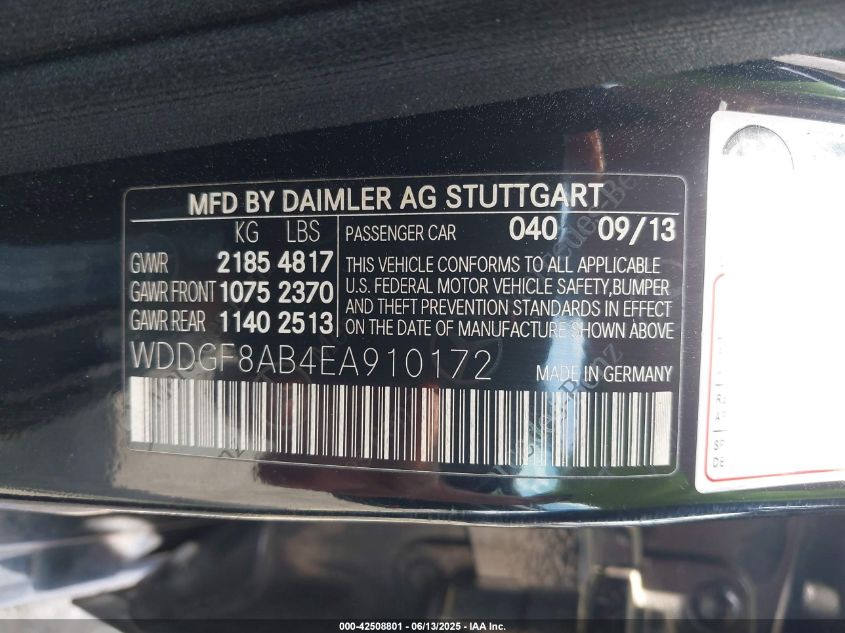 MFD BY DAIMLER AG STUTTGART
KG LBS
GVWR 2185 4817
GAWR FRONT 1075 2370
GAWR REAR 1140 2513
PASSENGER CAR 040 09/13
THIS VEHICLE CONFORMS TO ALL APPLICABLE
U.S. FEDERAL MOTOR VEHICLE SAFETY, BUMPER
AND THEFT PREVENTION STANDARDS IN EFFECT
ON THE DATE OF MANUFACTURE SHOWN ABOVE
WDDGF8AB4EA910172 MADE IN GERMANY
000-42508801 - 06/13/2025 - IAA Inc.